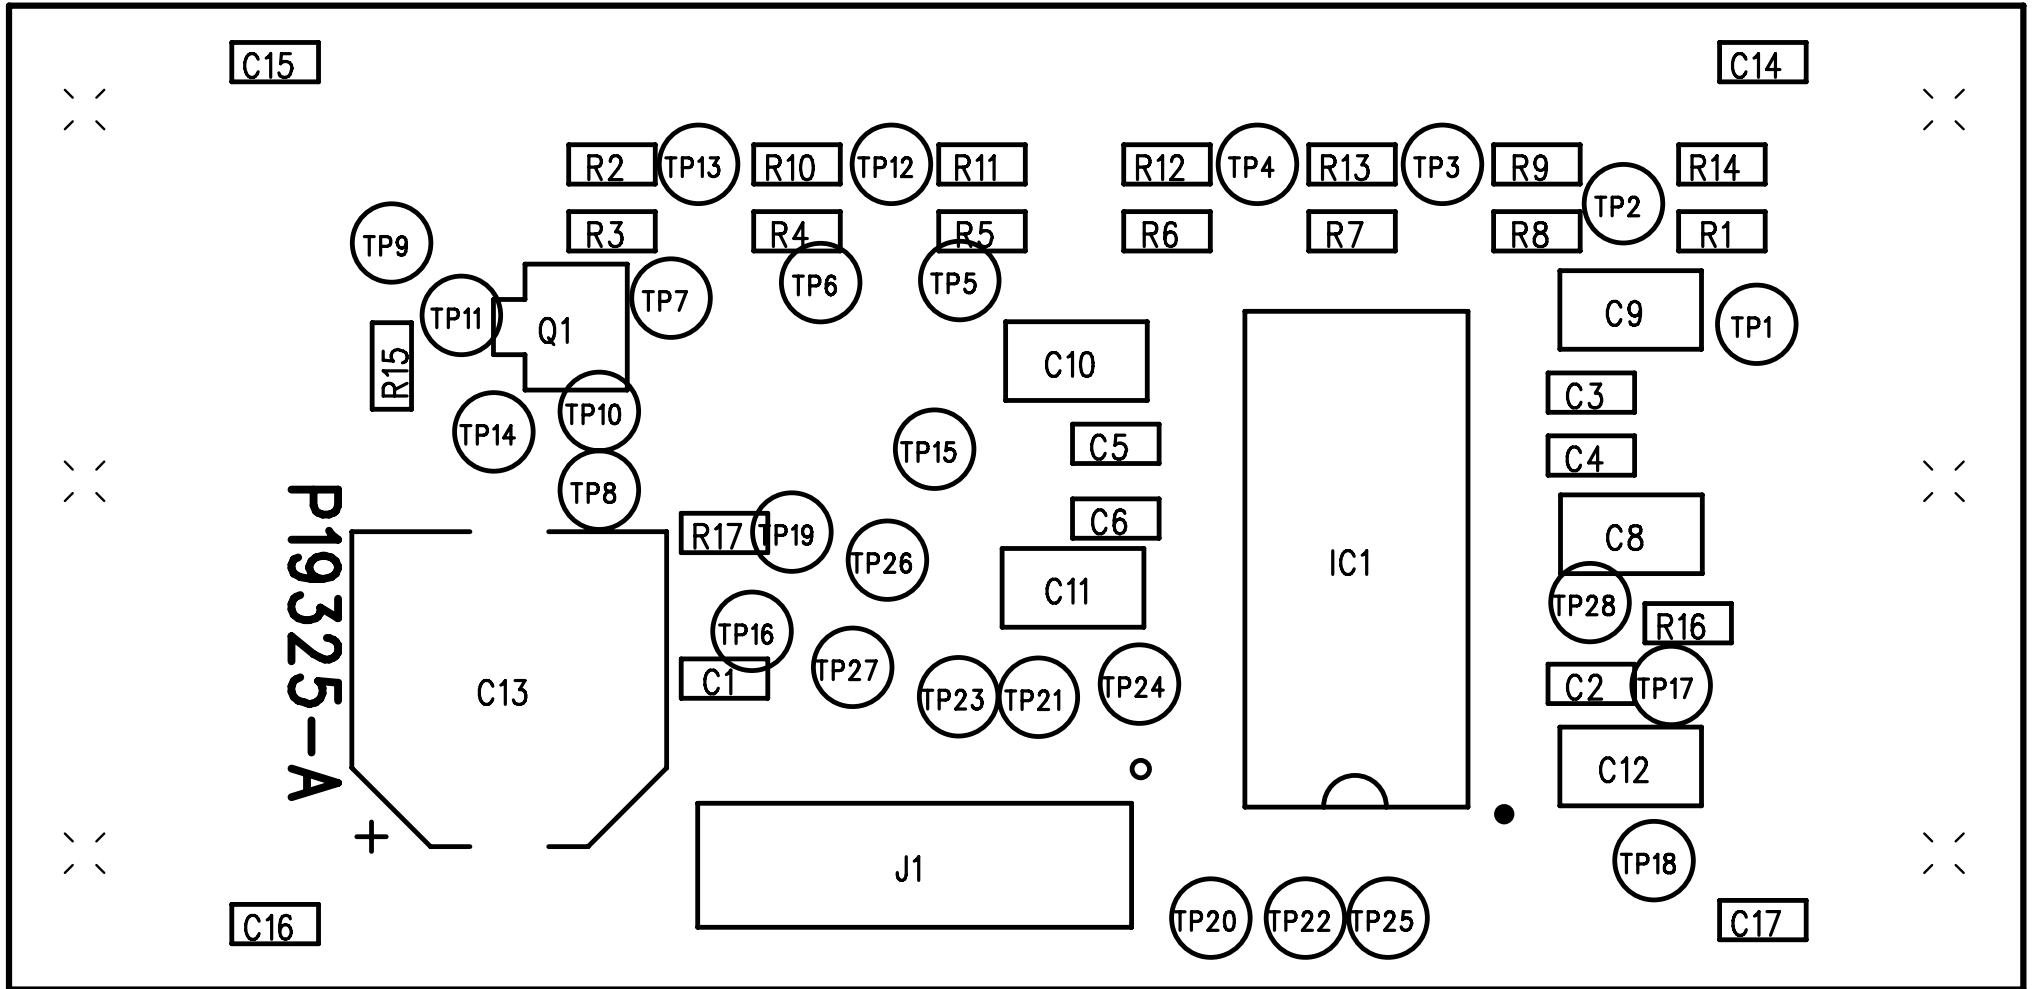 C15
C14
R2
TP13
R10
TP12
R11
R12
TP4
R13
TP3
R9
TP2
R14
TP9
R3
R4
R5
R6
R7
R8
R1
TP11
Q1
TP7
TP6
TP5
C9
TP1
R15
C10
C3
TP14
TP10
TP15
C5
C4
TP8
R17
TP19
TP26
C6
IC1
C8
C11
TP28
R16
P19325-A
C13
TP16
C1
TP27
TP23
TP21
TP24
C2
TP17
C12
+
J1
TP18
C16
TP20
TP22
TP25
C17